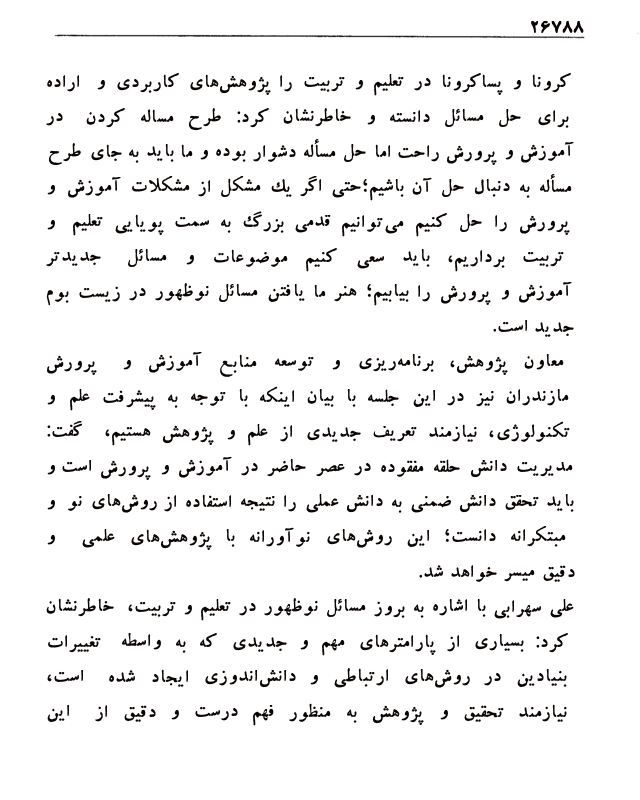 ۲۶۷۸۸
کرونا و پساکرونا در تعلیم و تربیت را پژوهش‌های کاربردی و اراده
برای حل مسائل دانسته و خاطرنشان کرد: طرح مساله کردن در
آموزش و پرورش راحت اما حل مسأله دشوار بوده و ما باید به جای طرح
مسأله به دنبال حل آن باشیم؛حتی اگر یك مشکل از مشکلات آموزش و
پرورش را حل کنیم می‌توانیم قدمی بزرگ به سمت پویایی تعلیم و
تربیت برداریم، باید سعی کنیم موضوعات و مسائل جدیدتر
آموزش و پرورش را بیابیم؛ هنر ما یافتن مسائل نوظهور در زیست بوم
جدید است.
معاون پژوهش، برنامه‌ریزی و توسعه منابع آموزش و پرورش
مازندران نیز در این جلسه با بیان اینکه با توجه به پیشرفت علم و
تکنولوژی، نیازمند تعریف جدیدی از علم و پژوهش هستیم، گفت:
مدیریت دانش حلقه مفقوده در عصر حاضر در آموزش و پرورش است و
باید تحقق دانش ضمنی به دانش عملی را نتیجه استفاده از روش‌های نو و
مبتکرانه دانست؛ این روش‌های نوآورانه با پژوهش‌های علمی و
دقیق میسر خواهد شد.
علی سهرابی با اشاره به بروز مسائل نوظهور در تعلیم و تربیت، خاطرنشان
کرد: بسیاری از پارامترهای مهم و جدیدی که به واسطه تغییرات
بنیادین در روش‌های ارتباطی و دانش‌اندوزی ایجاد شده است،
نیازمند تحقیق و پژوهش به منظور فهم درست و دقیق از این